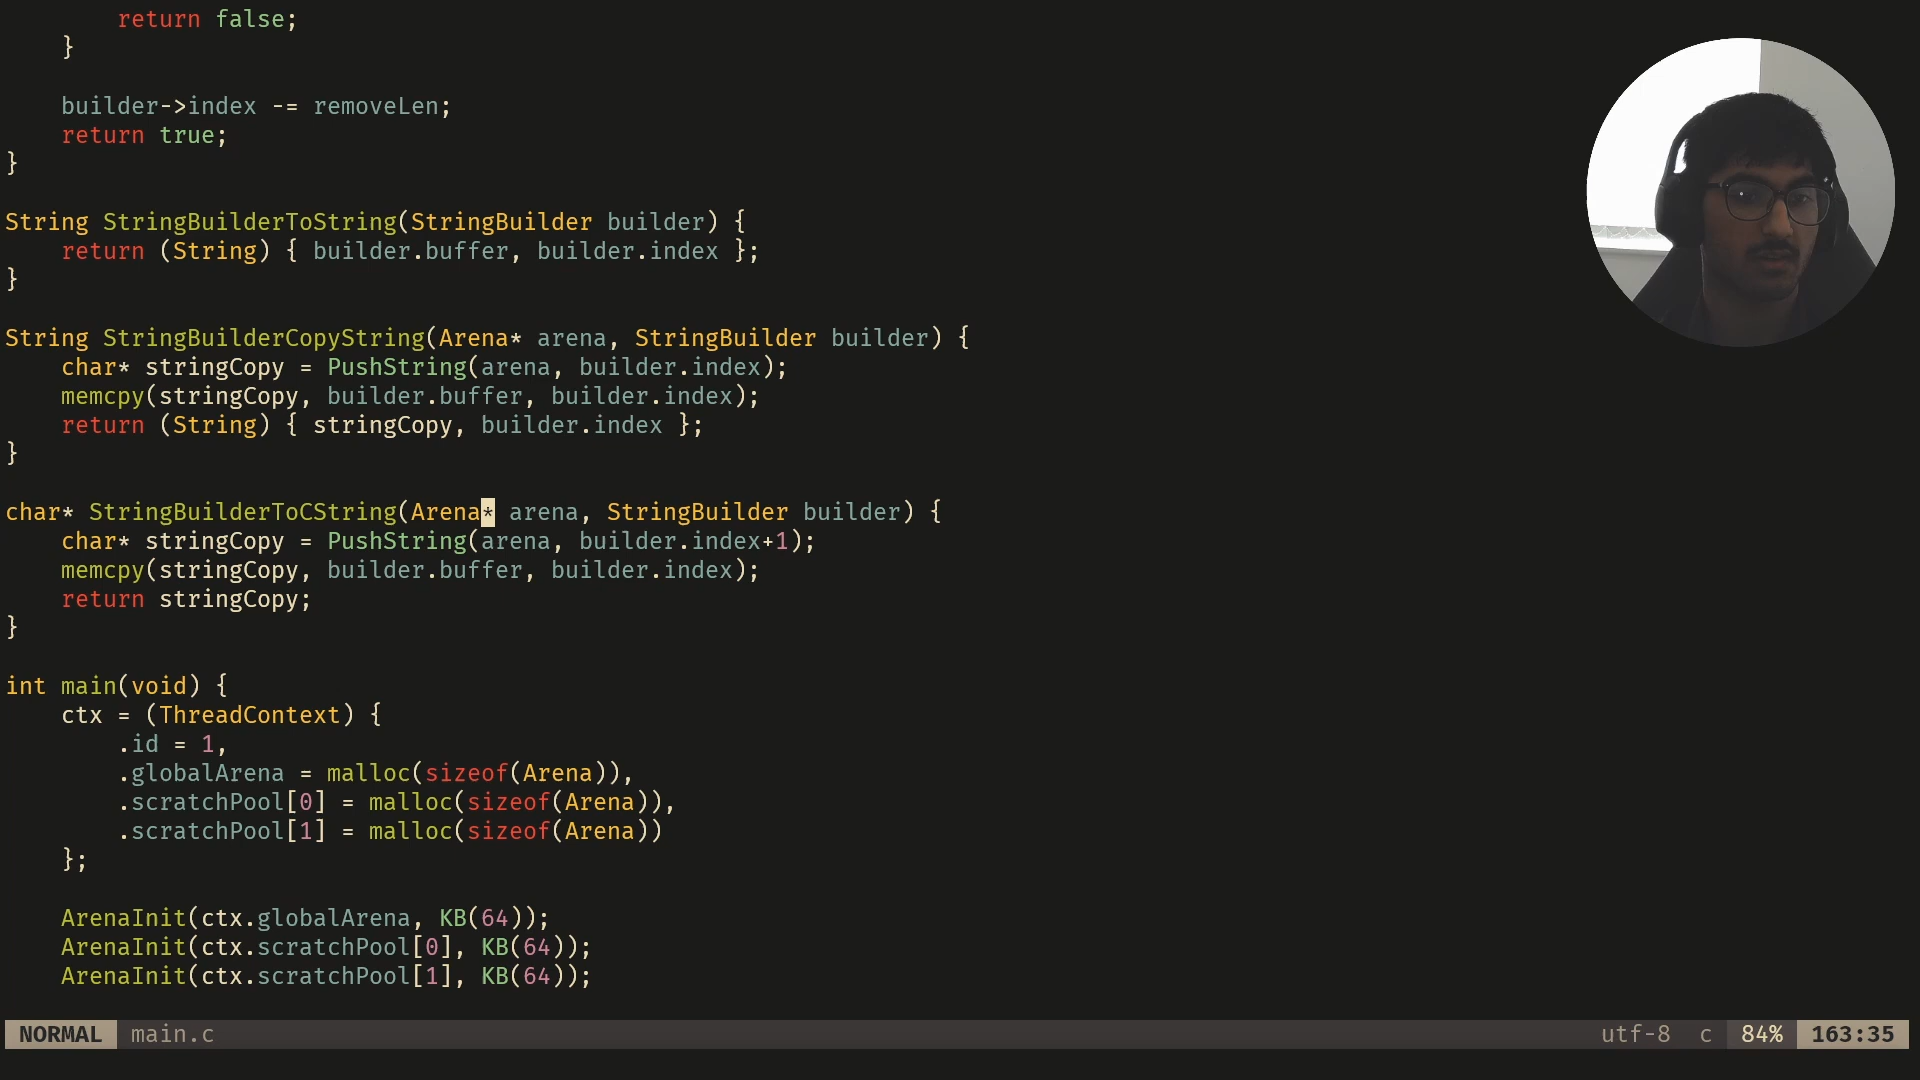 return false;
}
builder->index -= removeLen;
return true;
}
String StringBuilderToString(StringBuilder builder) {
return (String) { builder.buffer, builder.index };
}
String StringBuilderCopyString(Arena* arena, StringBuilder builder) {
char* stringCopy = PushString(arena, builder.index);
memcpy(stringCopy, builder.buffer, builder.index);
return (String) { stringCopy, builder.index };
}
char* StringBuilderToCString(Arena* arena, StringBuilder builder) {
char* stringCopy = PushString(arena, builder.index+1);
memcpy(stringCopy, builder.buffer, builder.index);
return stringCopy;
}
int main(void) {
ctx = (ThreadContext) {
.id = 1,
.globalArena = malloc(sizeof(Arena)),
.scratchPool[0] = malloc(sizeof(Arena)),
.scratchPool[1] = malloc(sizeof(Arena))
};
ArenaInit(ctx.globalArena, KB(64));
ArenaInit(ctx.scratchPool[0], KB(64));
ArenaInit(ctx.scratchPool[1], KB(64));
NORMAL main.c utf-8 c 84% 163:35